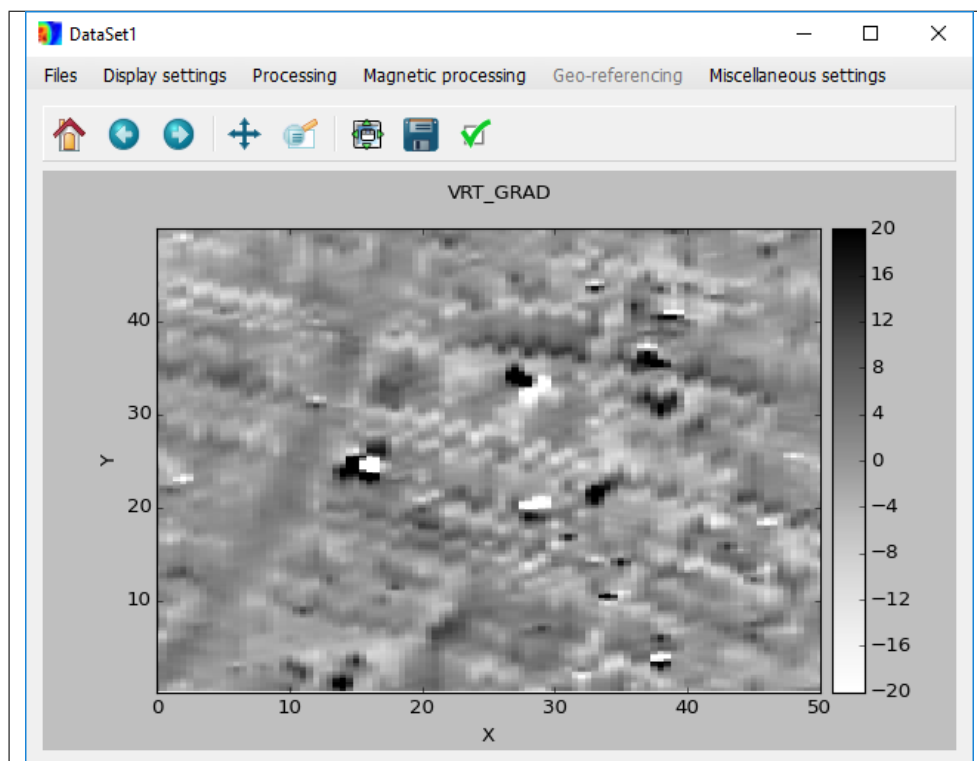 DataSet1
Files Display settings Processing Magnetic processing Geo-referencing Miscellaneous settings
VRT_GRAD
20
16
12
8
4
0
−4
−8
−12
−16
−20
40
30
20
10
Y
0 10 20 30 40 50
X